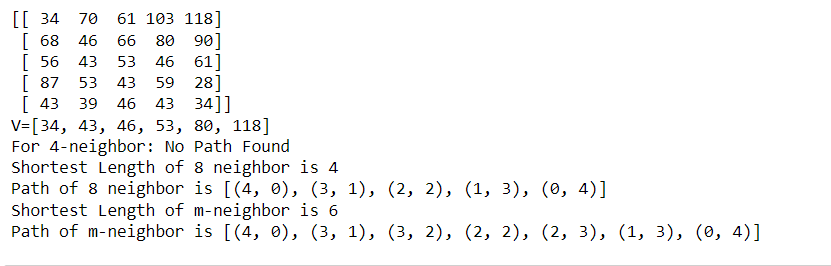 [[ 34  70  61 103 118]
 [ 68  46  66  80  90]
 [ 56  43  53  46  61]
 [ 87  53  43  59  28]
 [ 43  39  46  43  34]]
V=[34, 43, 46, 53, 80, 118]
For 4-neighbor: No Path Found
Shortest Length of 8 neighbor is 4
Path of 8 neighbor is [(4, 0), (3, 1), (2, 2), (1, 3), (0, 4)]
Shortest Length of m-neighbor is 6
Path of m-neighbor is [(4, 0), (3, 1), (3, 2), (2, 2), (2, 3), (1, 3), (0, 4)]